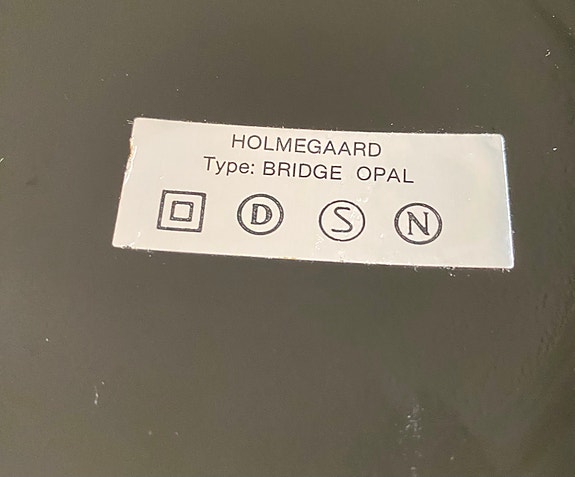 HOLMEGAARD
Type: BRIDGE OPAL
D S N